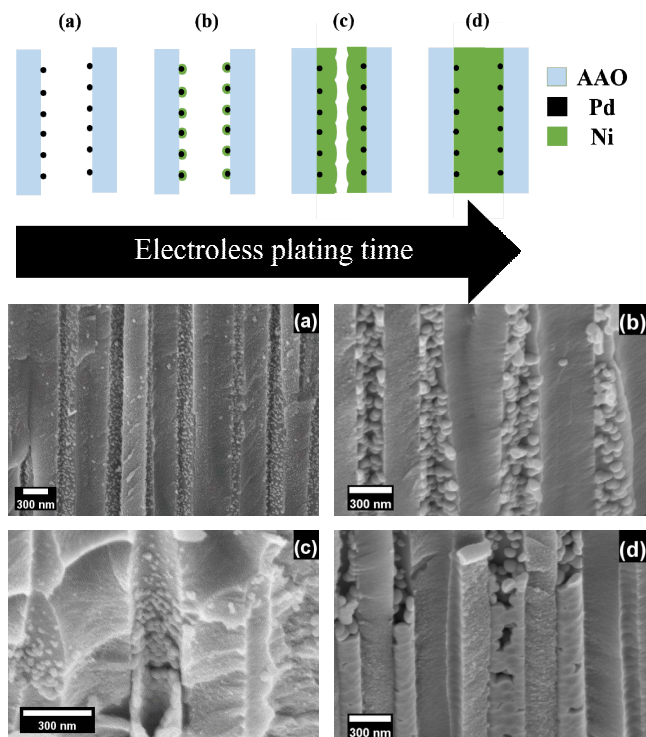 (a) (b) (c) (d)
AAO
Pd
Ni
Electroless plating time
(a)
300 nm
(b)
300 nm
(c)
300 nm
(d)
300 nm